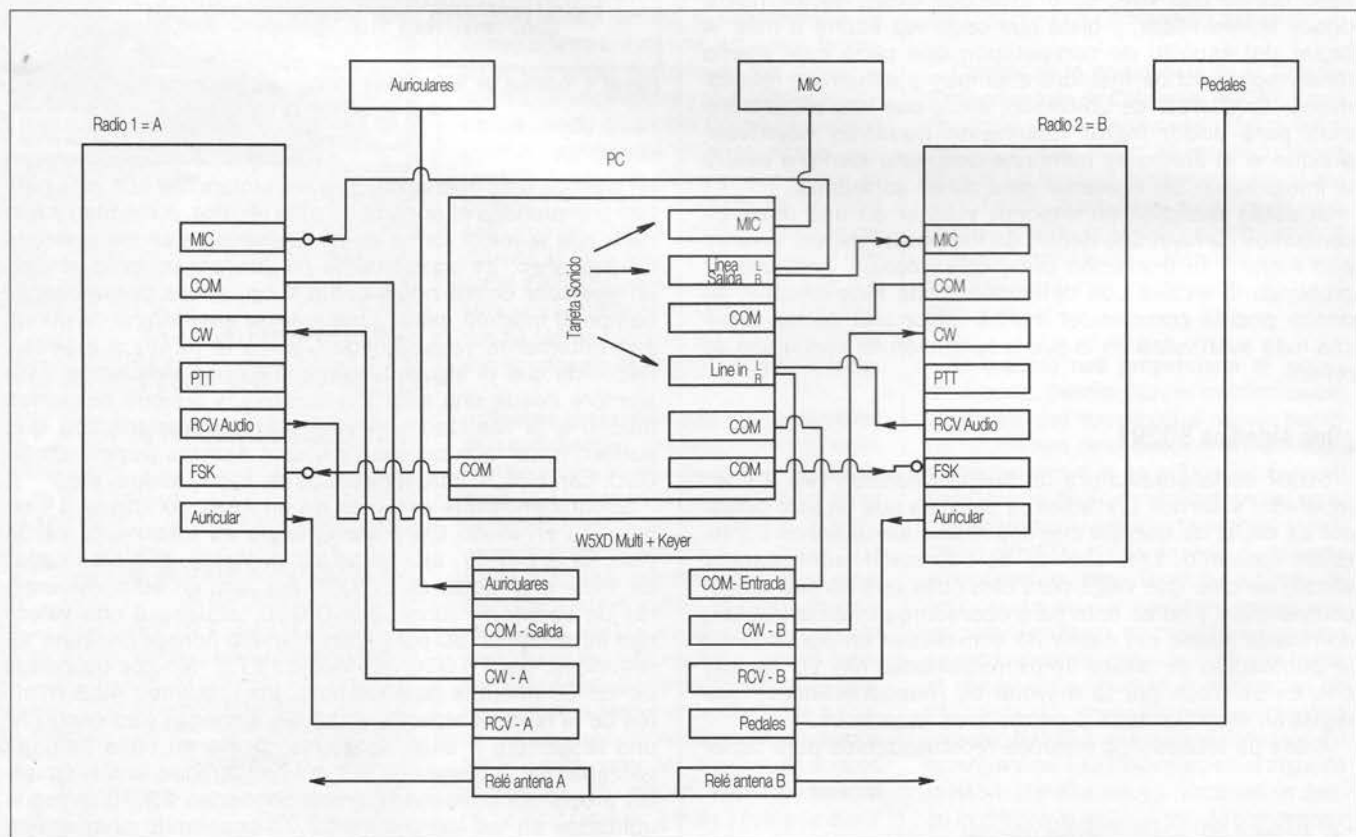 Auriculares
MIC
Pedales
Radio 1 = A
Radio 2 = B
PC
MIC
COM
CW
PTT
RCV Audio
FSK
Auricular
Tarjeta Sonido
MIC
Línea L
Salida R
COM
Line in L
R
COM
COM
COM
MIC
COM
CW
PTT
RCV Audio
FSK
Auricular
W5XD Multi + Keyer
Auriculares
COM - Salida
CW - A
RCV - A
Relé antena A
COM- Entrada
CW - B
RCV - B
Pedales
Relé antena B